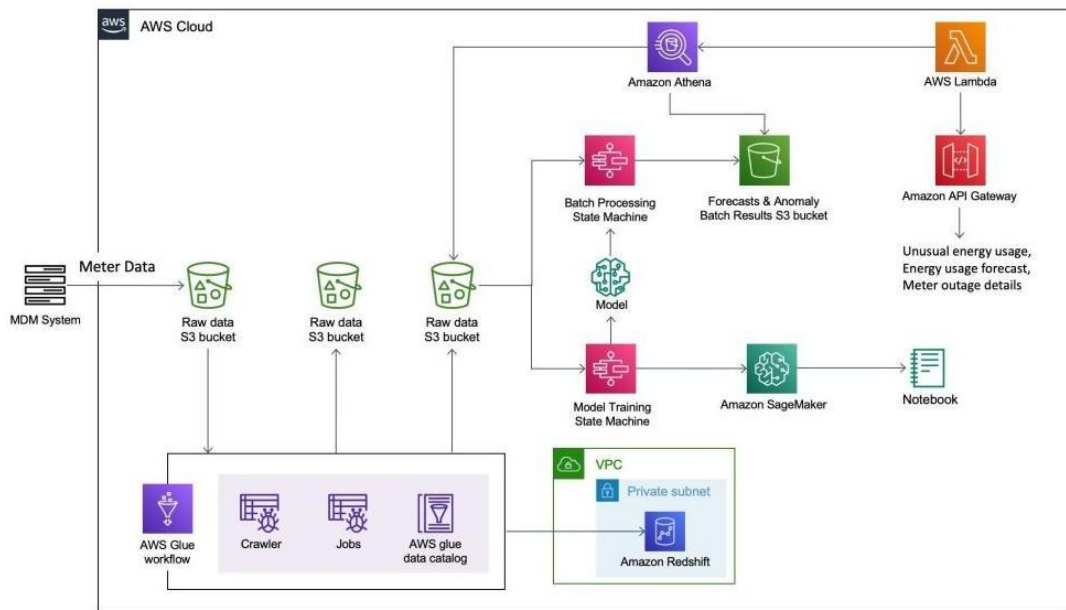 aws
AWS Cloud
Amazon Athena
AWS Lambda
Batch Processing
State Machine
Forecasts & Anomaly
Batch Results S3 bucket
Amazon API Gateway
Unusual energy usage,
Energy usage forecast,
Meter outage details
Meter Data
MDM System
Raw data
S3 bucket
Raw data
S3 bucket
Raw data
S3 bucket
Model
Model Training
State Machine
Amazon SageMaker
Notebook
AWS Glue
workflow
Crawler
Jobs
AWS glue
data catalog
VPC
Private subnet
Amazon Redshift